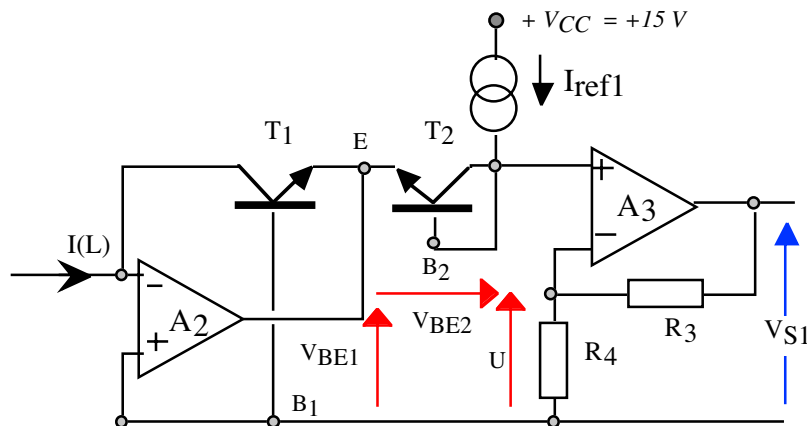 + VCC = +15 V
Iref1
T1
E
T2
+
A3
−
I(L)
−
A2
+
B2
VBE1
VBE2
U
R4
R3
VS1
B1